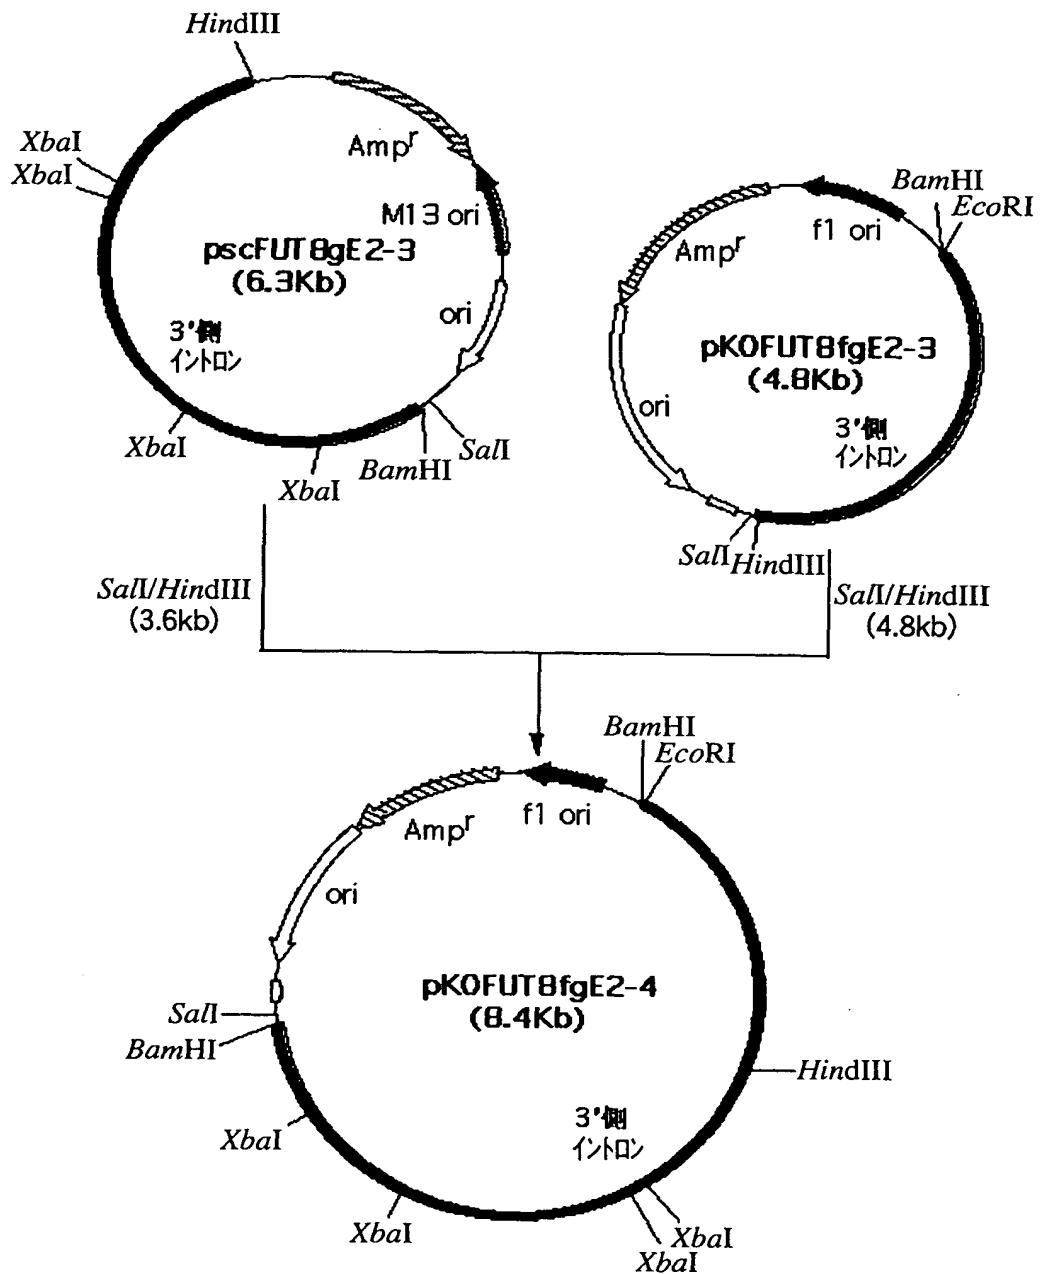 HindIII
XbaI
XbaI
Ampr
M13 ori
pscFUT8gE2-3
(6.3Kb)
ori
3'側
イントロン
XbaI
XbaI
BamHI
SalI
BamHI
EcoRI
f1 ori
Ampr
pKOFUT8fgE2-3
(4.8Kb)
ori
3'側
イントロン
SalI
HindIII
SalI/HindIII
(3.6kb)
SalI/HindIII
(4.8kb)
BamHI
EcoRI
f1 ori
Ampr
ori
pKOFUT8fgE2-4
(8.4Kb)
SalI
BamHI
HindIII
3'側
イントロン
XbaI
XbaI
XbaI
XbaI